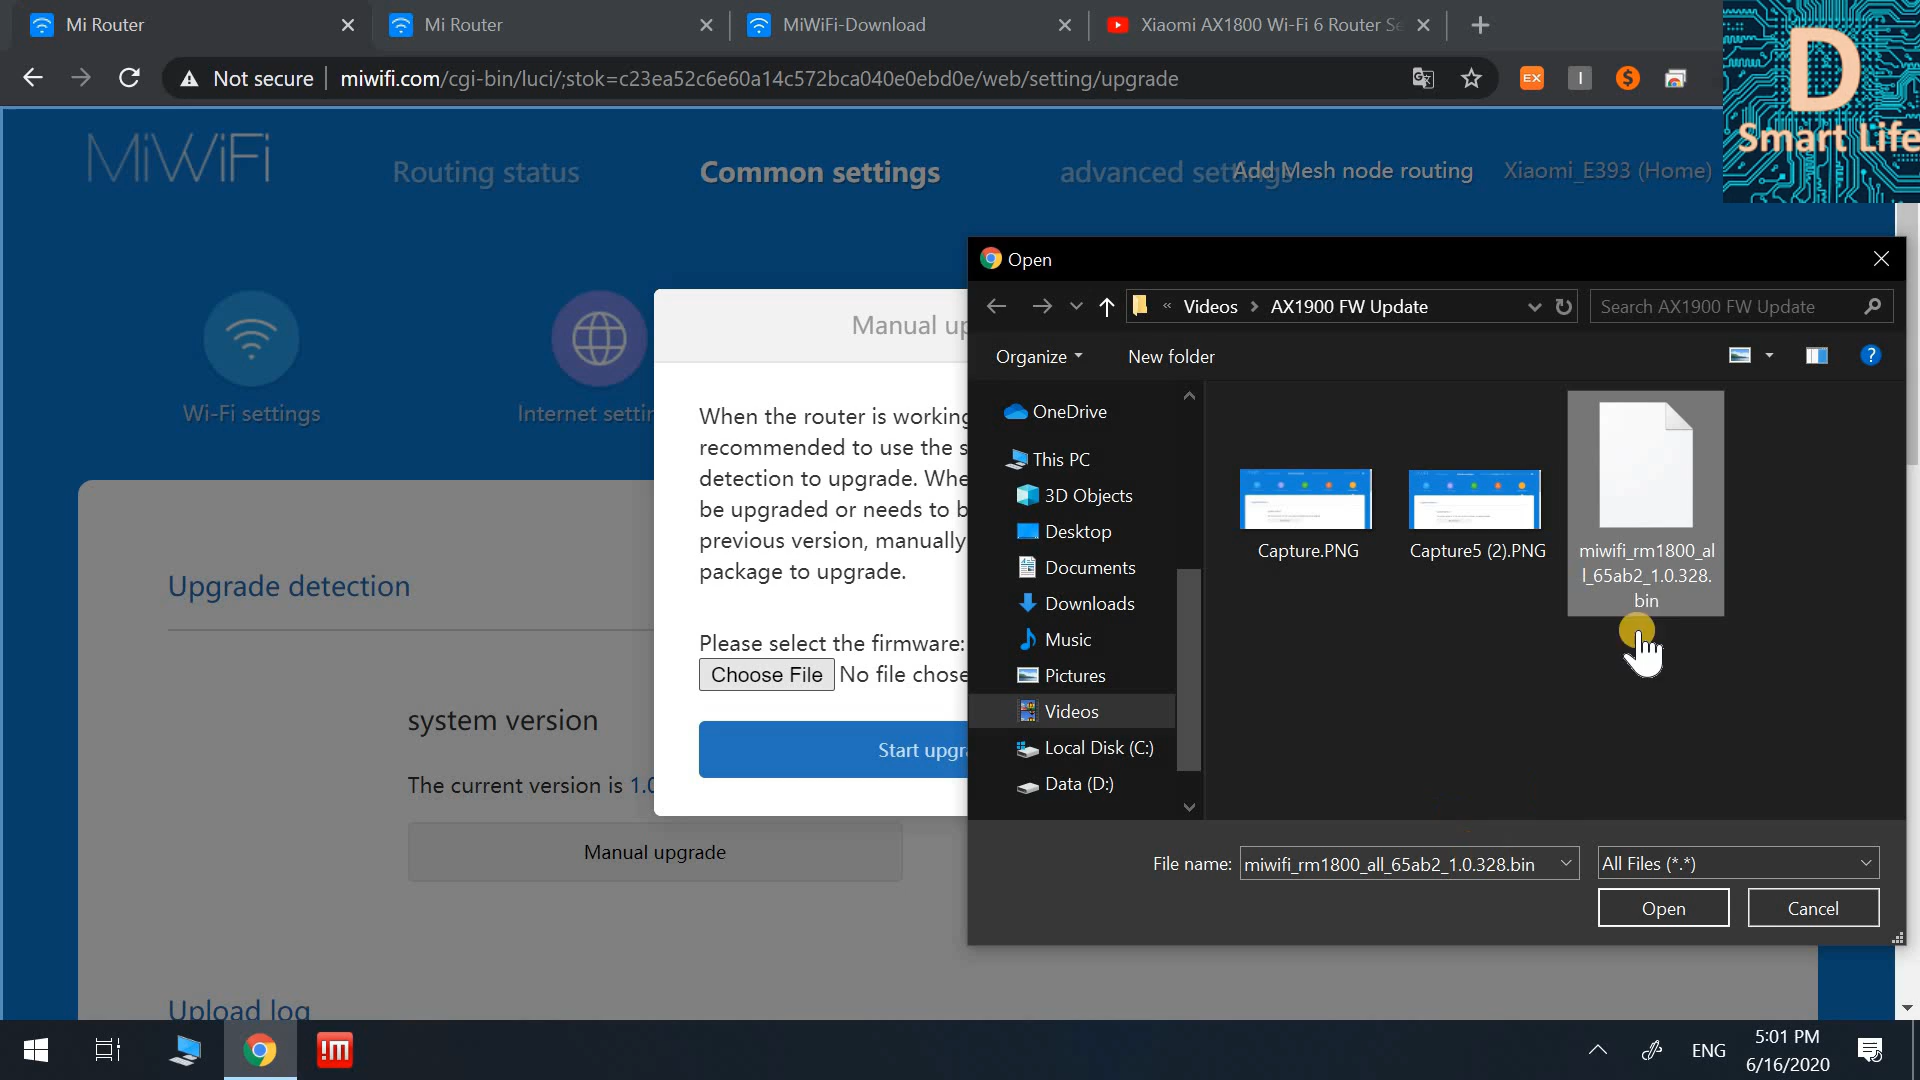 Mi Router
Mi Router
MiWiFi-Download
Xiaomi AX1800 Wi-Fi 6 Router Se
Not secure
miwifi.com/cgi-bin/luci/;stok=c23ea52c6e60a14c572bca040e0ebd0e/web/setting/upgrade
EX
I
$
D
Smart Life
MiWiFi
Routing status
Common settings
advanced settings
Add Mesh node routing
Xiaomi_E393 (Home)
Wi-Fi settings
Internet settin
Upgrade detection
system version
The current version is 1.0
Manual upgrade
Upload log
Manual up
When the router is working
recommended to use the s
detection to upgrade. Whe
be upgraded or needs to b
previous version, manually
package to upgrade.
Please select the firmware:
Choose File No file chose
Start upgra
Open
« Videos > AX1900 FW Update
Search AX1900 FW Update
Organize
New folder
?
OneDrive
This PC
3D Objects
Desktop
Documents
Downloads
Music
Pictures
Videos
Local Disk (C:)
Data (D:)
Capture.PNG
Capture5 (2).PNG
miwifi_rm1800_al
l_65ab2_1.0.328.
bin
File name: miwifi_rm1800_all_65ab2_1.0.328.bin
All Files (*.*)
Open
Cancel
!m
ENG
5:01 PM
6/16/2020